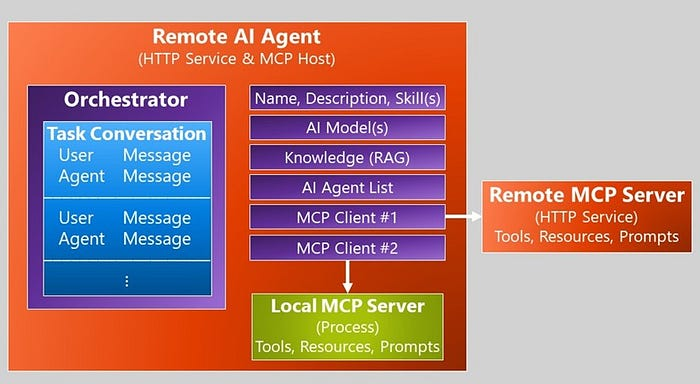 Remote AI Agent
(HTTP Service & MCP Host)
Orchestrator
Task Conversation
User Message
Agent Message
User Message
Agent Message
⋮
Name, Description, Skill(s)
AI Model(s)
Knowledge (RAG)
AI Agent List
MCP Client #1
MCP Client #2
Local MCP Server
(Process)
Tools, Resources, Prompts
Remote MCP Server
(HTTP Service)
Tools, Resources, Prompts